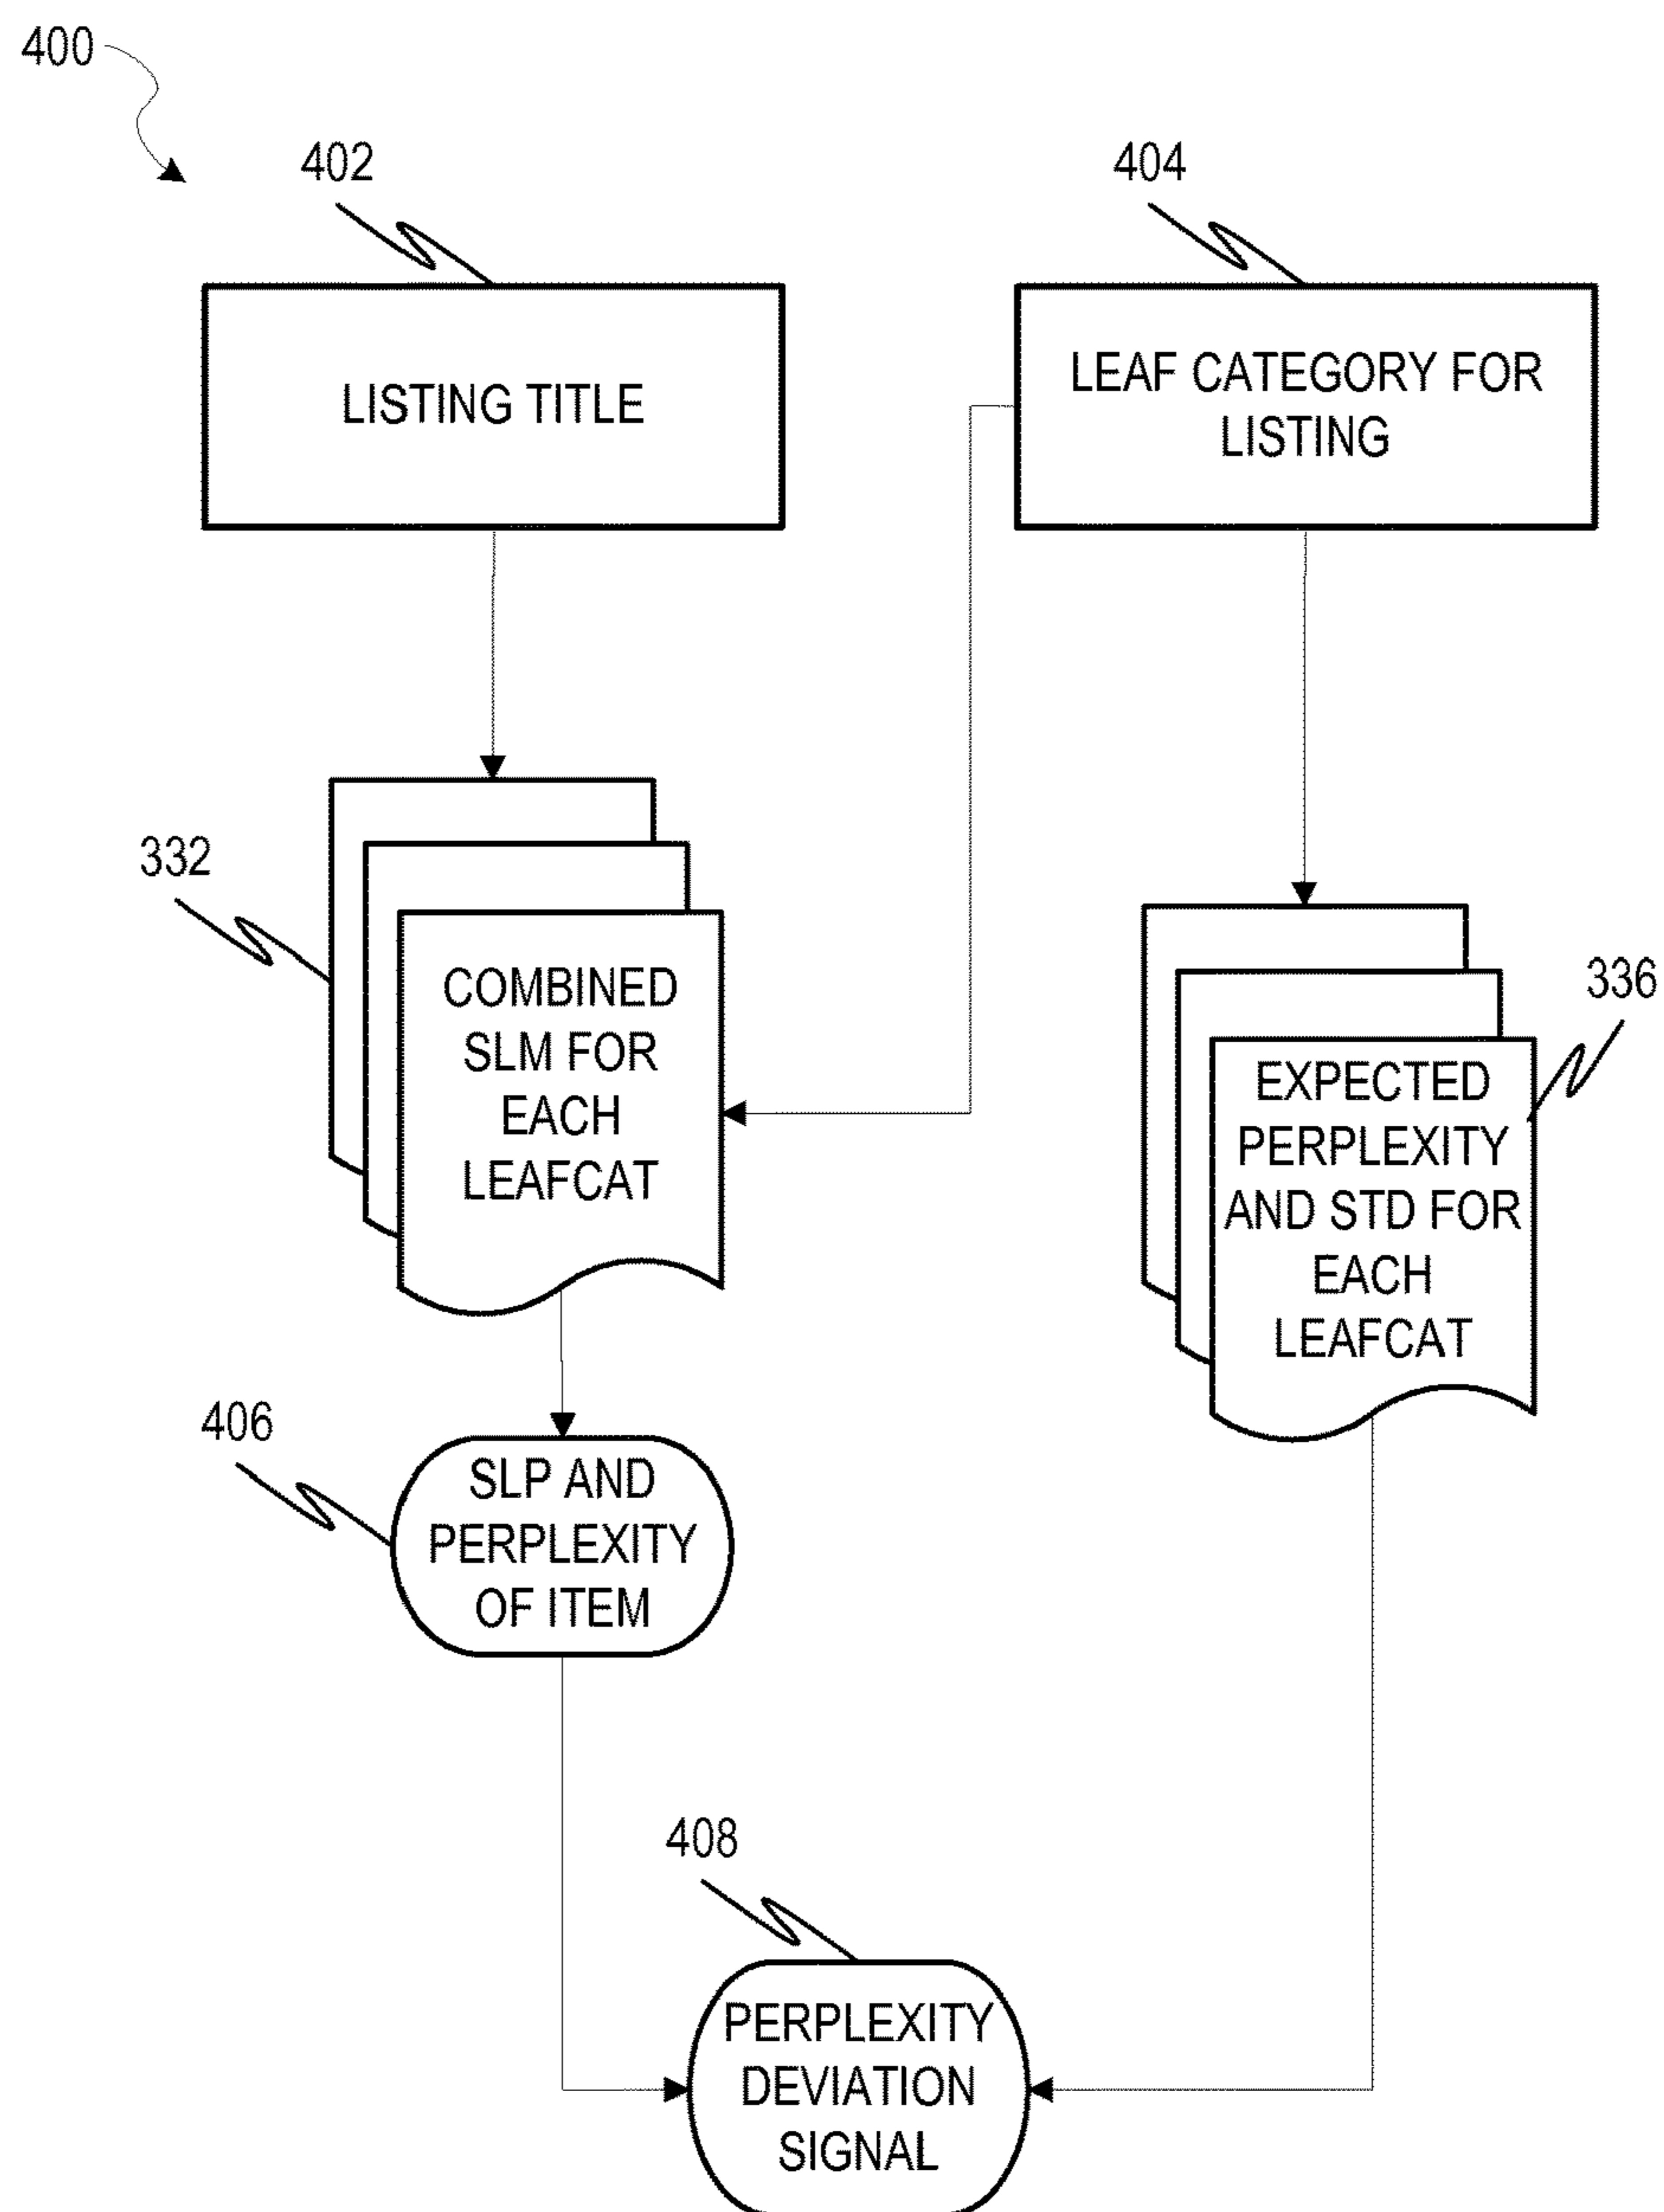 400
402
404
LISTING TITLE
LEAF CATEGORY FOR
LISTING
332
COMBINED
SLM FOR
EACH
LEAFCAT
336
EXPECTED
PERPLEXITY
AND STD FOR
EACH
LEAFCAT
406
SLP AND
PERPLEXITY
OF ITEM
408
PERPLEXITY
DEVIATION
SIGNAL